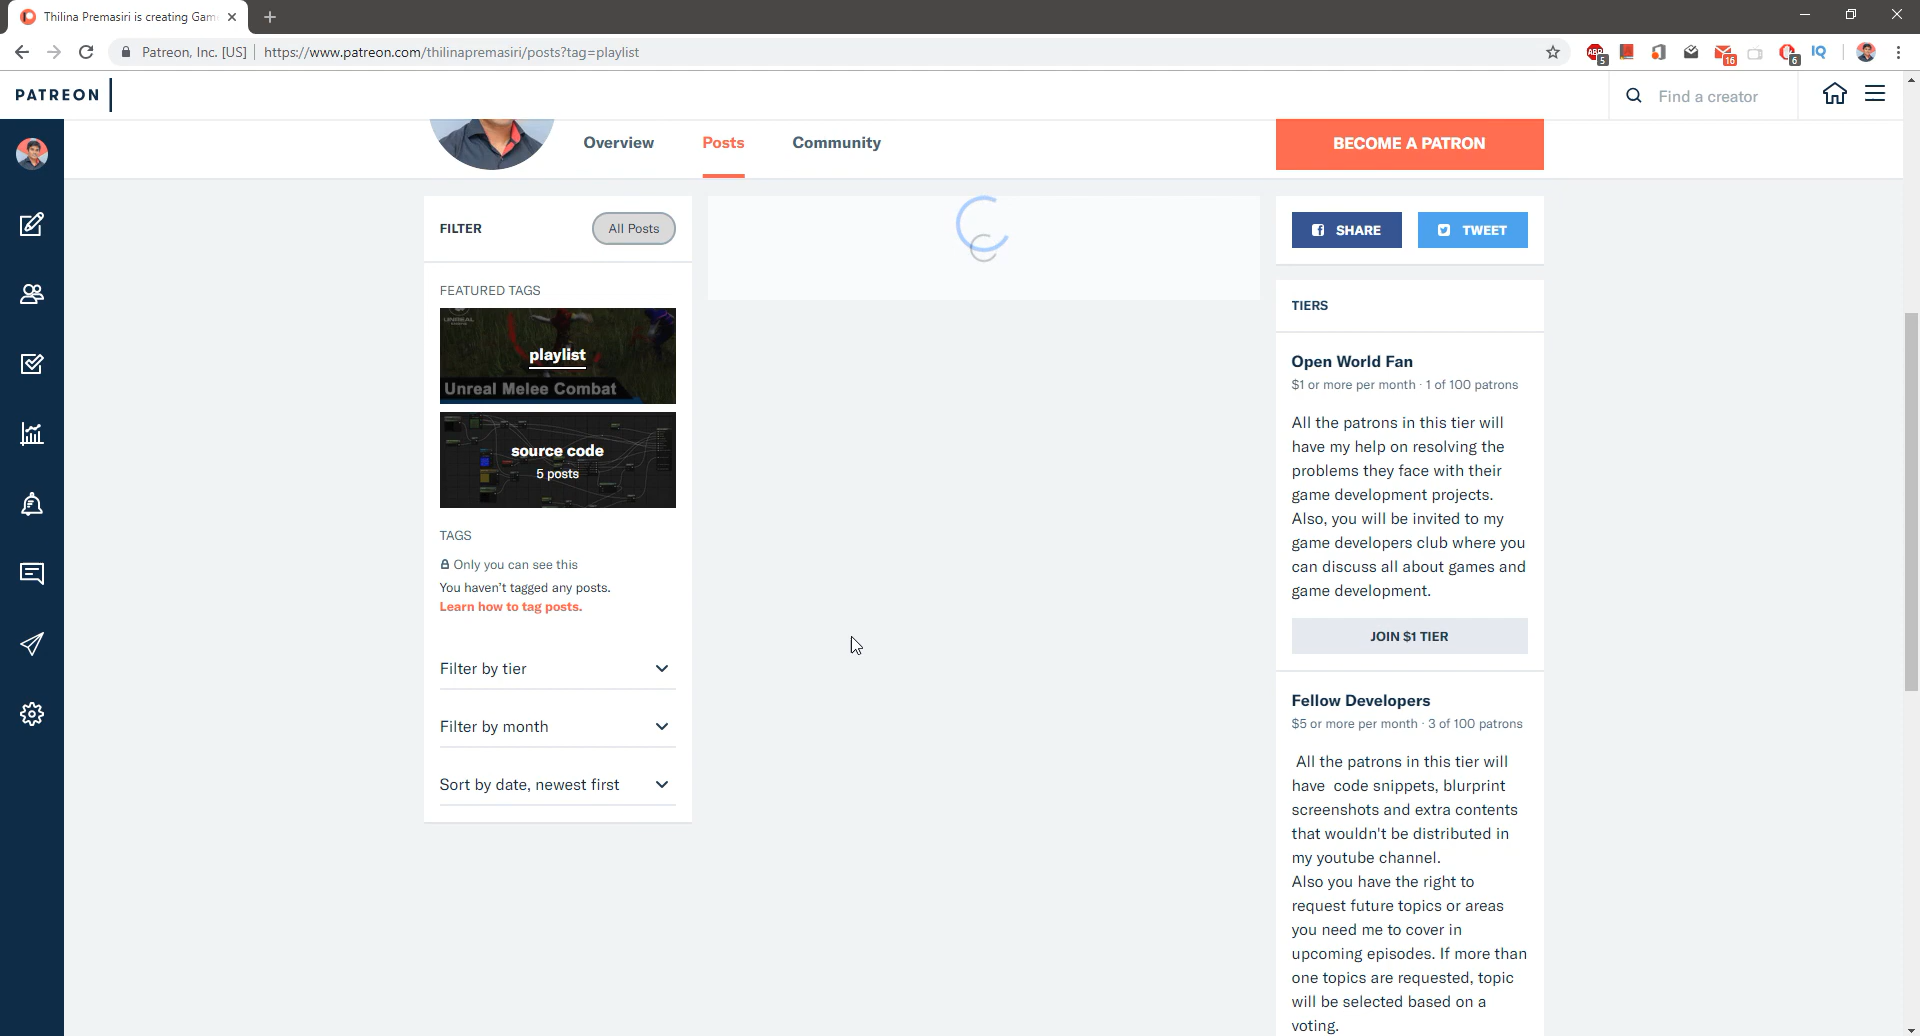 Thilina Premasiri is creating Gam
Patreon, Inc. [US]
https://www.patreon.com/thilinapremasiri/posts?tag=playlist
ABP
5
16
6
IQ
PATREON
Find a creator
Overview
Posts
Community
BECOME A PATRON
FILTER
All Posts
FEATURED TAGS
UNREAL
playlist
Unreal Melee Combat
source code
5 posts
TAGS
Only you can see this
You haven't tagged any posts.
Learn how to tag posts.
Filter by tier
Filter by month
Sort by date, newest first
SHARE
TWEET
TIERS
Open World Fan
$1 or more per month · 1 of 100 patrons
All the patrons in this tier will
have my help on resolving the
problems they face with their
game development projects.
Also, you will be invited to my
game developers club where you
can discuss all about games and
game development.
JOIN $1 TIER
Fellow Developers
$5 or more per month · 3 of 100 patrons
All the patrons in this tier will
have code snippets, blurprint
screenshots and extra contents
that wouldn't be distributed in
my youtube channel.
Also you have the right to
request future topics or areas
you need me to cover in
upcoming episodes. If more than
one topics are requested, topic
will be selected based on a
voting.